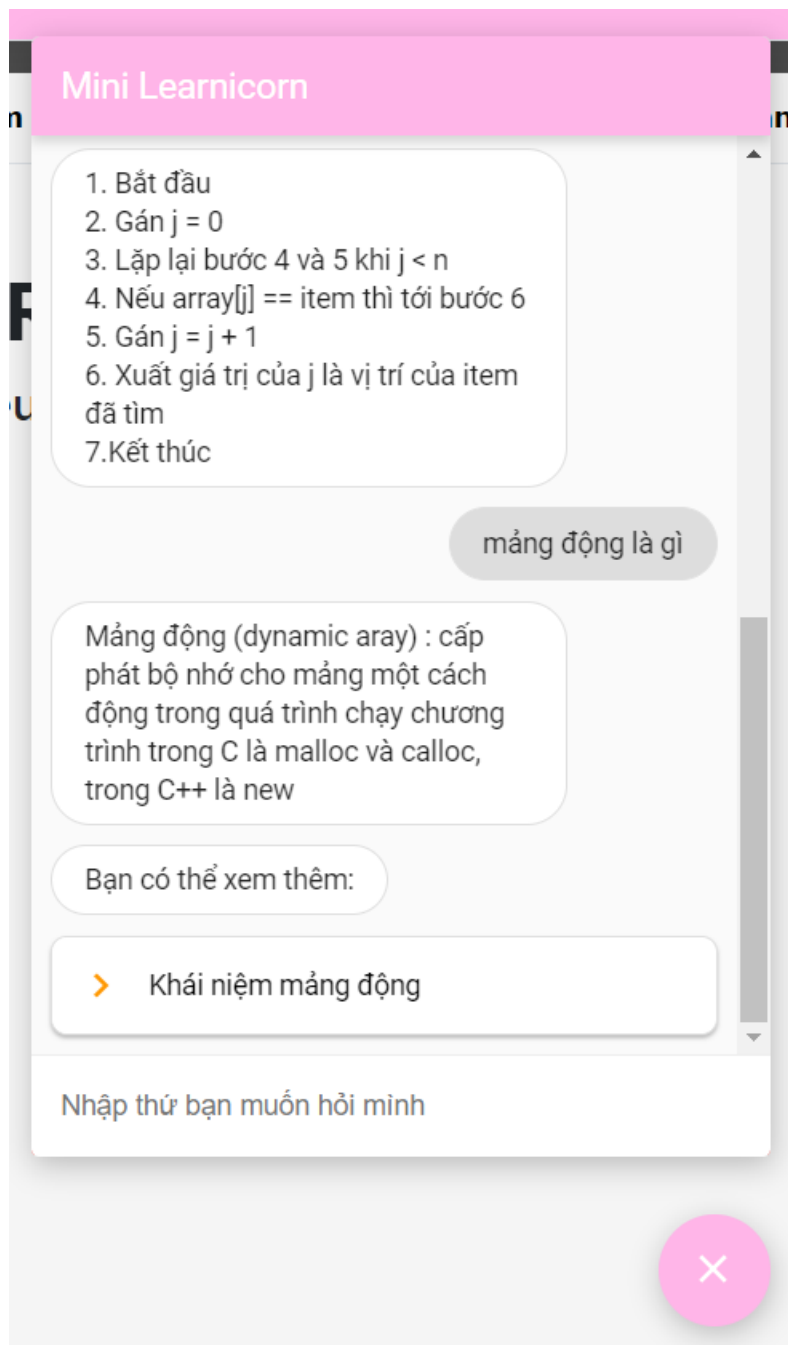 Mini Learnicorn
1. Bắt đầu
2. Gán j = 0
3. Lặp lại bước 4 và 5 khi j < n
4. Nếu array[j] == item thì tới bước 6
5. Gán j = j + 1
6. Xuất giá trị của j là vị trí của item
đã tìm
7.Kết thúc
mảng động là gì
Mảng động (dynamic aray) : cấp
phát bộ nhớ cho mảng một cách
động trong quá trình chạy chương
trình trong C là malloc và calloc,
trong C++ là new
Bạn có thể xem thêm:
Khái niệm mảng động
Nhập thứ bạn muốn hỏi mình